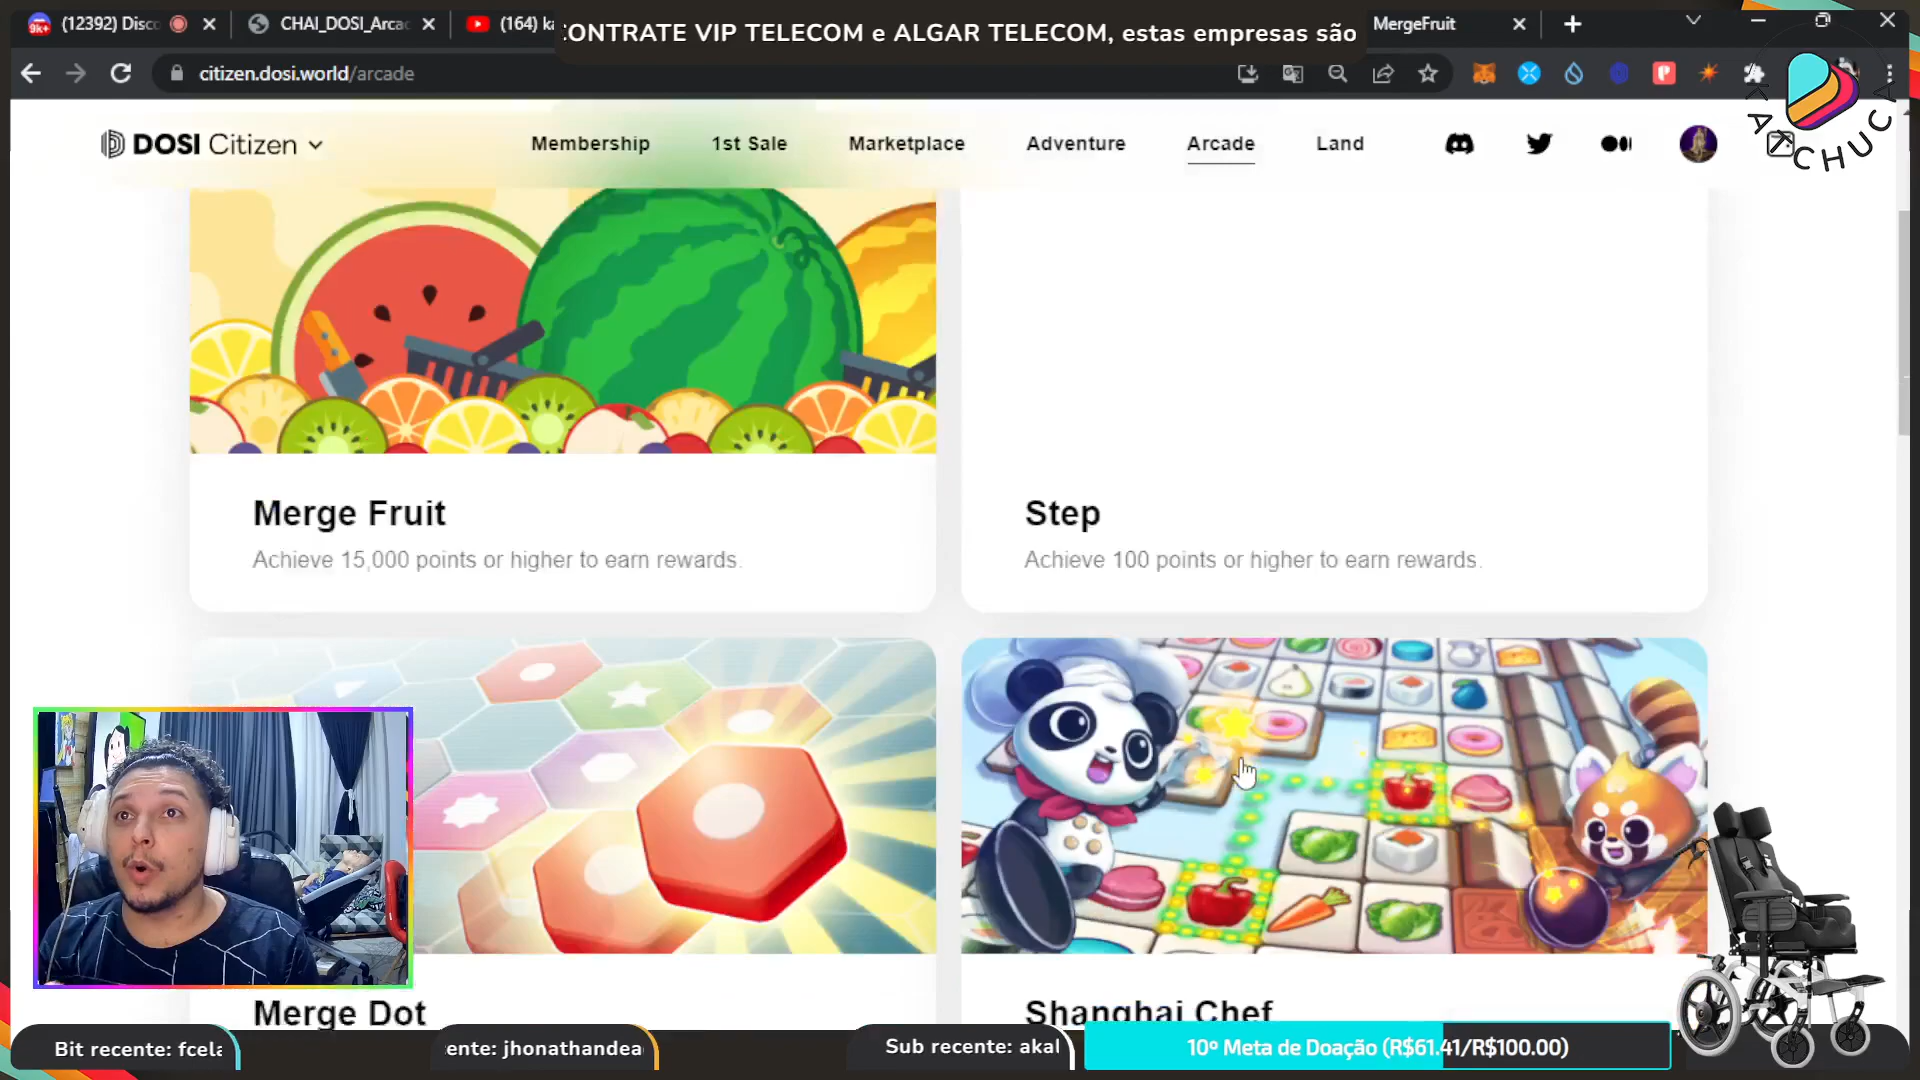 (12392) Disco
CHAI_DOSI_Arca
(164) ka
CONTRATE VIP TELECOM e ALGAR TELECOM, estas empresas são
MergeFruit
citizen.dosi.world/arcade
DOSI Citizen
Membership
1st Sale
Marketplace
Adventure
Arcade
Land
KATCHUCA
Merge Fruit
Achieve 15,000 points or higher to earn rewards.
Step
Achieve 100 points or higher to earn rewards.
Merge Dot
Shanghai Chef
Bit recente: fcela
ente: jhonathandea
Sub recente: akal
10º Meta de Doação (R$61.41/R$100.00)